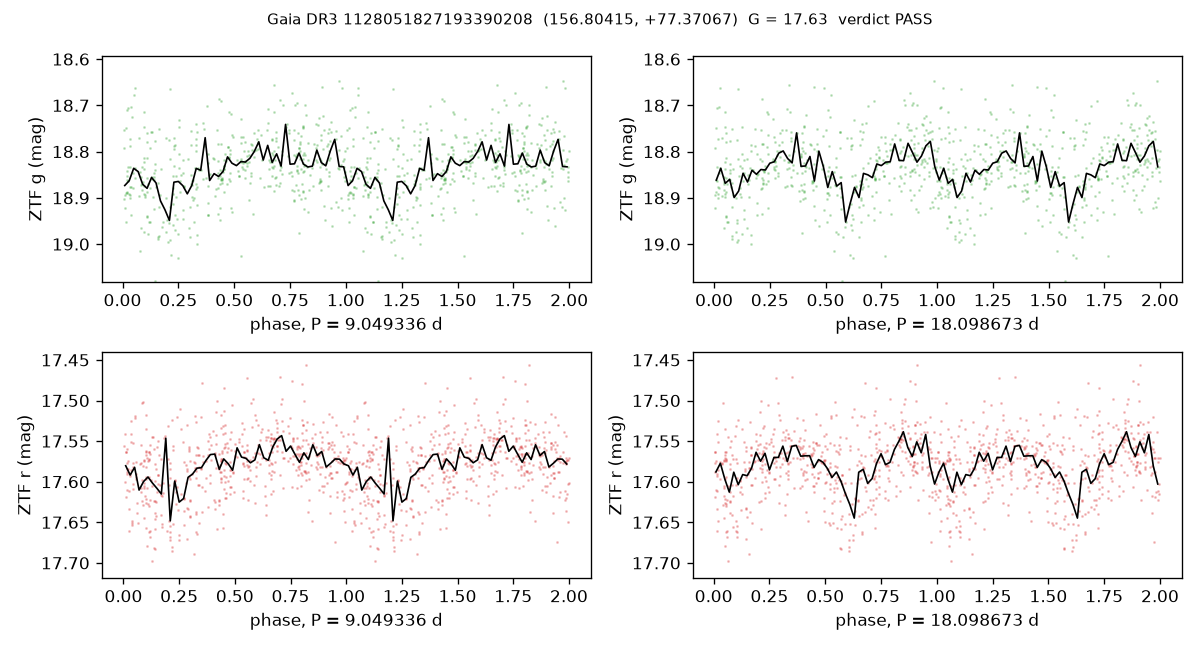 Gaia DR3 1128051827193390208 (156.80415, +77.37067) G = 17.63 verdict PASS
18.6
18.7
18.8
18.9
19.0
ZTF g (mag)
0.00 0.25 0.50 0.75 1.00 1.25 1.50 1.75 2.00
phase, P = 9.049336 d
18.6
18.7
18.8
18.9
19.0
ZTF g (mag)
0.00 0.25 0.50 0.75 1.00 1.25 1.50 1.75 2.00
phase, P = 18.098673 d
17.45
17.50
17.55
17.60
17.65
17.70
ZTF r (mag)
0.00 0.25 0.50 0.75 1.00 1.25 1.50 1.75 2.00
phase, P = 9.049336 d
17.45
17.50
17.55
17.60
17.65
17.70
ZTF r (mag)
0.00 0.25 0.50 0.75 1.00 1.25 1.50 1.75 2.00
phase, P = 18.098673 d